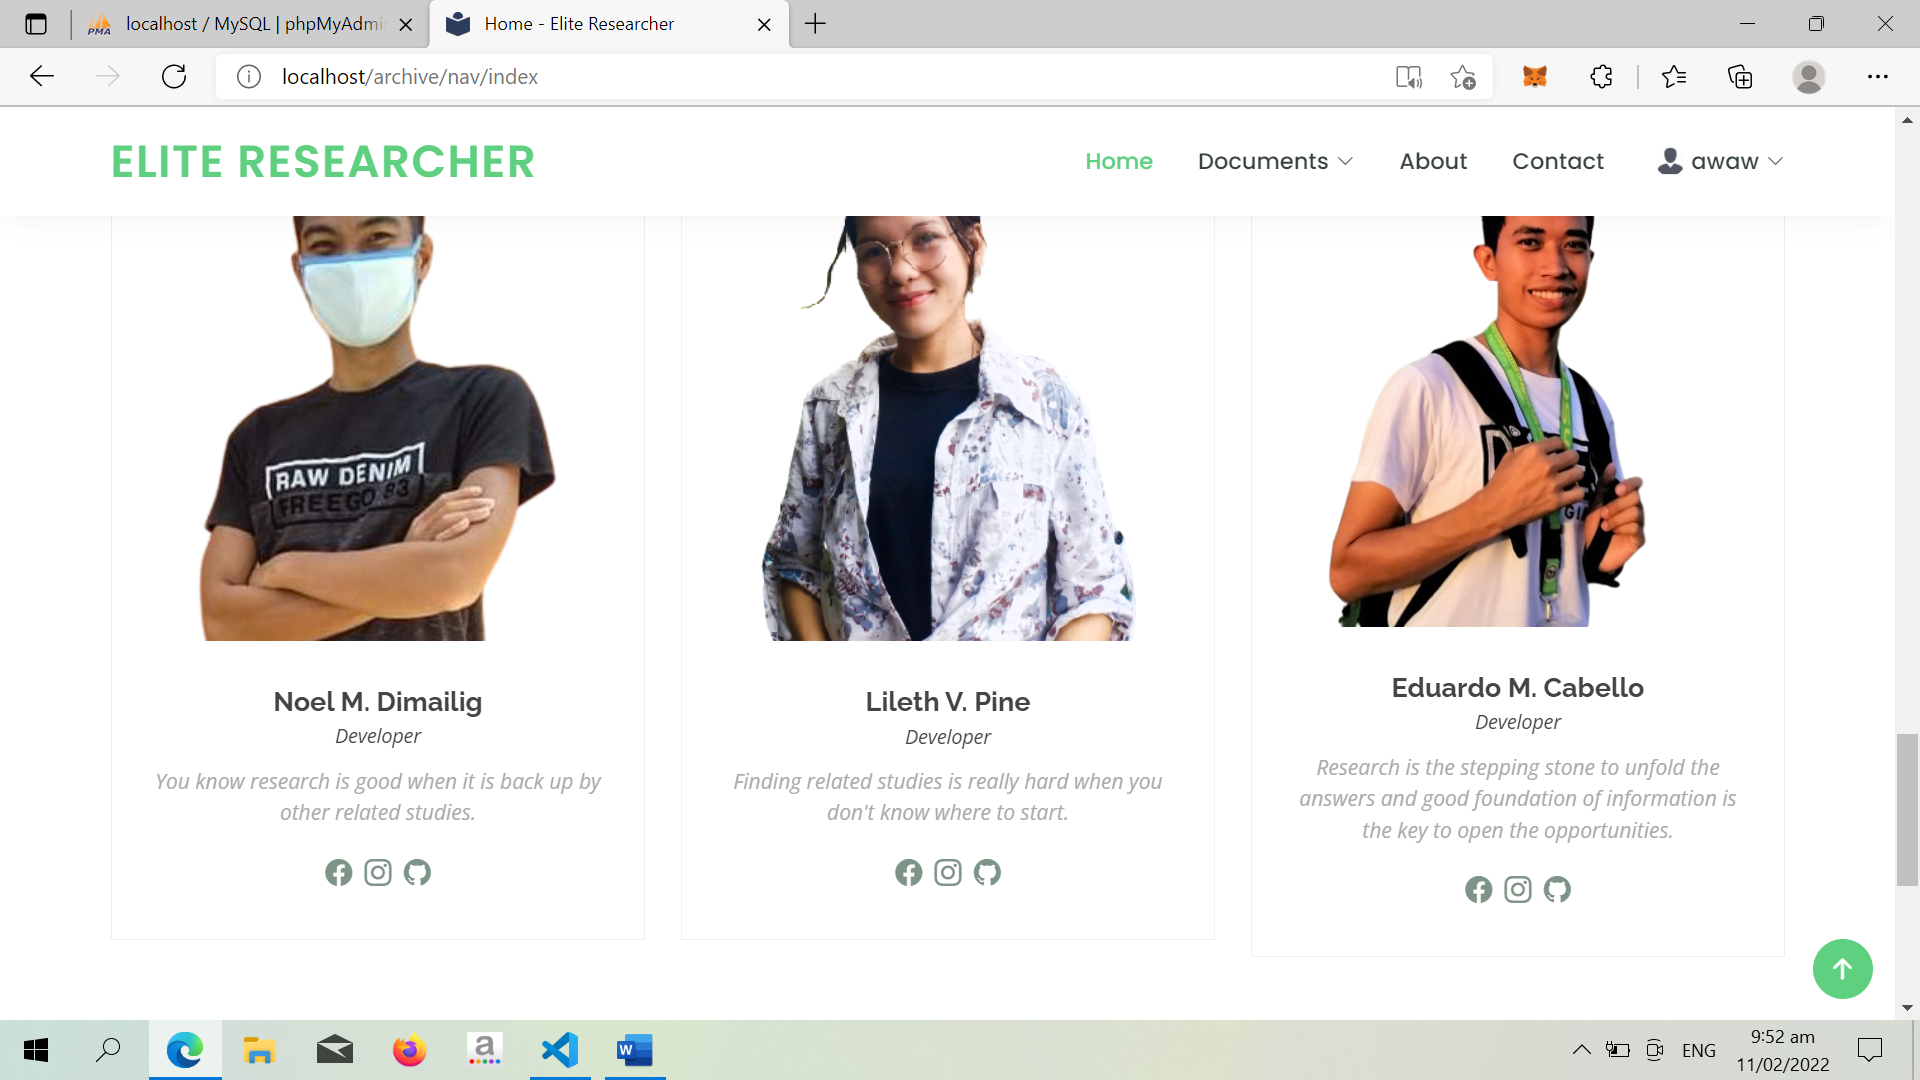 localhost / MySQL | phpMyAdmi
Home - Elite Researcher
localhost/archive/nav/index
ELITE RESEARCHER
Home
Documents
About
Contact
awaw
RAW DENIM
FREEGO 83
Noel M. Dimailig
Developer
You know research is good when it is back up by
other related studies.
Lileth V. Pine
Developer
Finding related studies is really hard when you
don't know where to start.
Eduardo M. Cabello
Developer
Research is the stepping stone to unfold the
answers and good foundation of information is
the key to open the opportunities.
ENG
9:52 am
11/02/2022